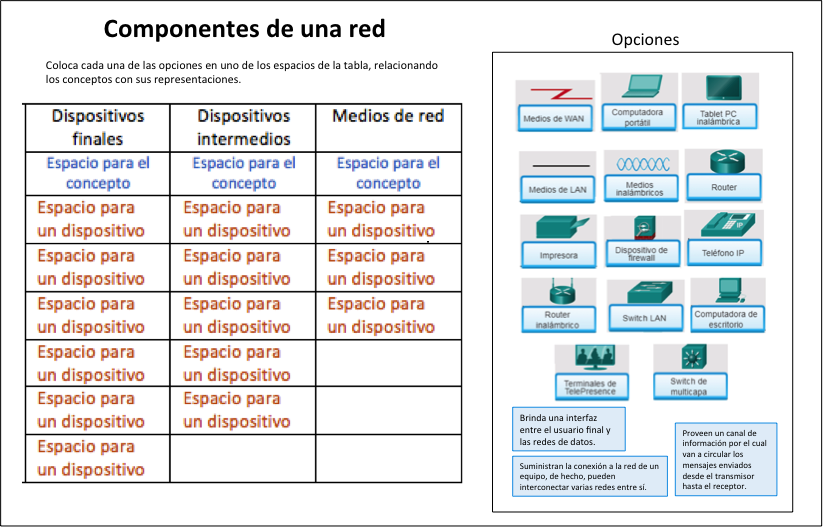 Componentes de una red
Coloca cada una de las opciones en uno de los espacios de la tabla, relacionando
los conceptos con sus representaciones.
Dispositivos
finales
Dispositivos
intermedios
Medios de red
Espacio para el
concepto
Espacio para el
concepto
Espacio para el
concepto
Espacio para
un dispositivo
Espacio para
un dispositivo
Espacio para
un dispositivo
Espacio para
un dispositivo
Espacio para
un dispositivo
Espacio para
un dispositivo
Espacio para
un dispositivo
Espacio para
un dispositivo
Espacio para
un dispositivo
Espacio para
un dispositivo
Espacio para
un dispositivo
Espacio para
un dispositivo
Espacio para
un dispositivo
Espacio para
un dispositivo
Opciones
Medios de WAN
Computadora
portátil
Tablet PC
inalámbrica
Medios de LAN
Medios
inalámbricos
Router
Impresora
Dispositivo de
firewall
IP
Teléfono IP
Router
inalámbrico
Switch LAN
Computadora de
escritorio
Terminales de
TelePresence
Switch de
multicapa
Brinda una interfaz
entre el usuario final y
las redes de datos.
Suministran la conexión a la red de un
equipo, de hecho, pueden
interconectar varias redes entre sí.
Proveen un canal de
información por el cual
van a circular los
mensajes enviados
desde el transmisor
hasta el receptor.